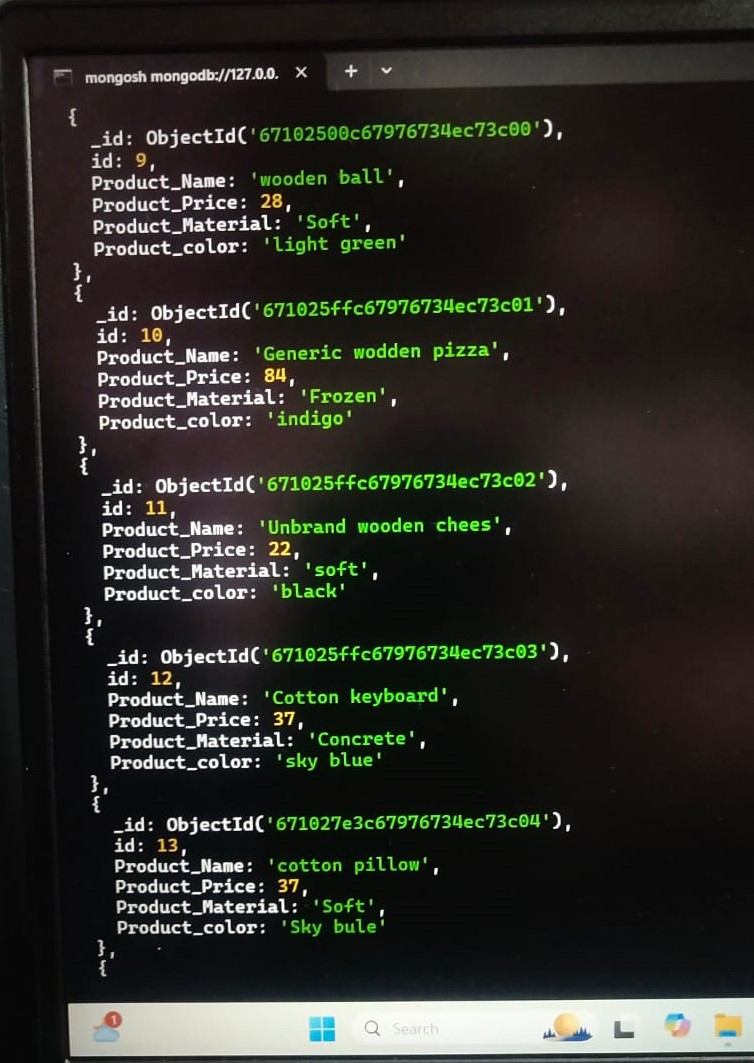 mongosh mongodb://127.0.0.
{
_id: ObjectId('67102500c67976734ec73c00'),
id: 9,
Product_Name: 'wooden ball',
Product_Price: 28,
Product_Material: 'Soft',
Product_color: 'light green'
},
{
_id: ObjectId('671025ffc67976734ec73c01'),
id: 10,
Product_Name: 'Generic wodden pizza',
Product_Price: 84,
Product_Material: 'Frozen',
Product_color: 'indigo'
},
{
_id: ObjectId('671025ffc67976734ec73c02'),
id: 11,
Product_Name: 'Unbrand wooden chees',
Product_Price: 22,
Product_Material: 'soft',
Product_color: 'black'
},
{
_id: ObjectId('671025ffc67976734ec73c03'),
id: 12,
Product_Name: 'Cotton keyboard',
Product_Price: 37,
Product_Material: 'Concrete',
Product_color: 'sky blue'
},
{
_id: ObjectId('671027e3c67976734ec73c04'),
id: 13,
Product_Name: 'cotton pillow',
Product_Price: 37,
Product_Material: 'Soft',
Product_color: 'Sky bule'
},
{
1
Search